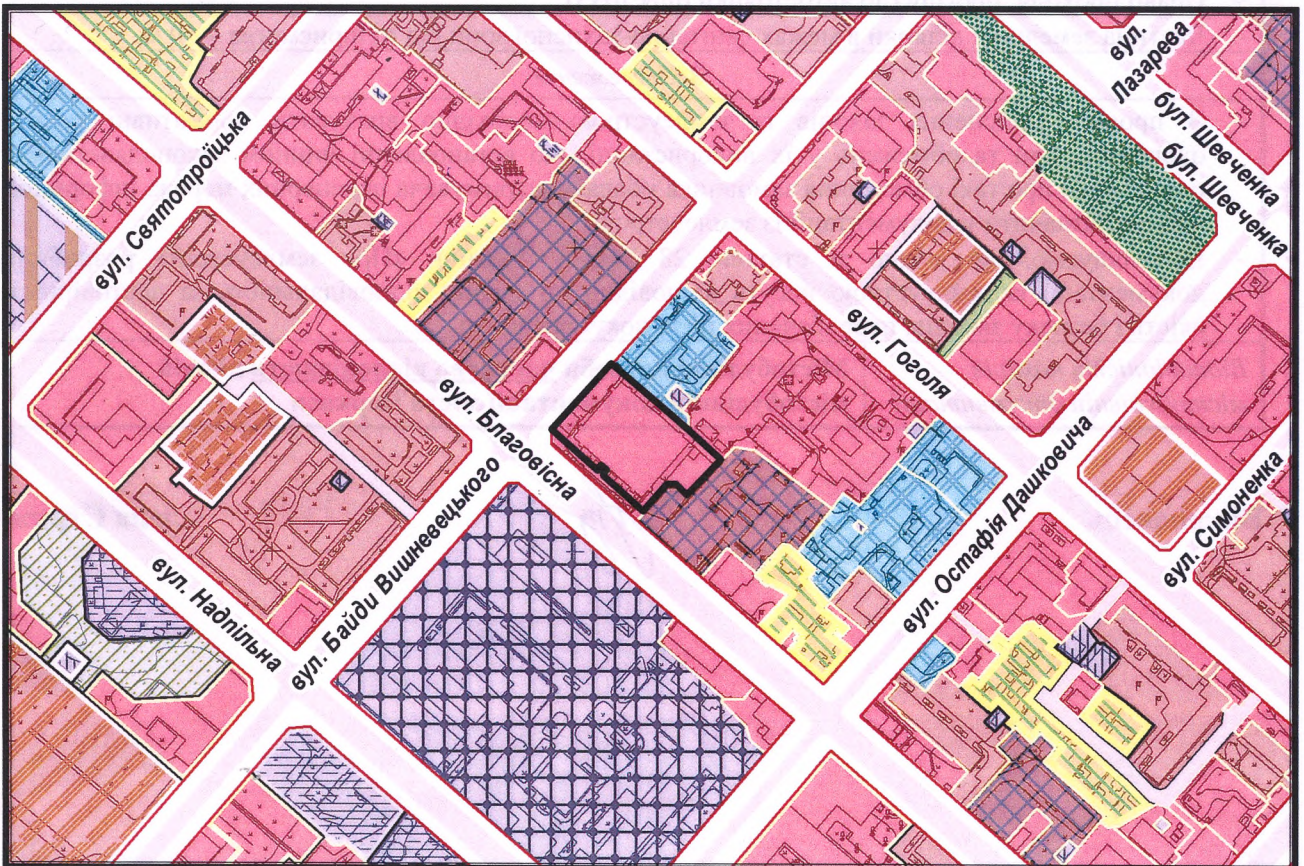 вул.
Лазарева
бул. Шевченка
бул. Шевченка
вул. Святотроїцька
вул. Гоголя
вул. Благовісна
вул. Остафія Дашковича
вул. Симоненка
вул. Байди Вишневецького
вул. Надпільна